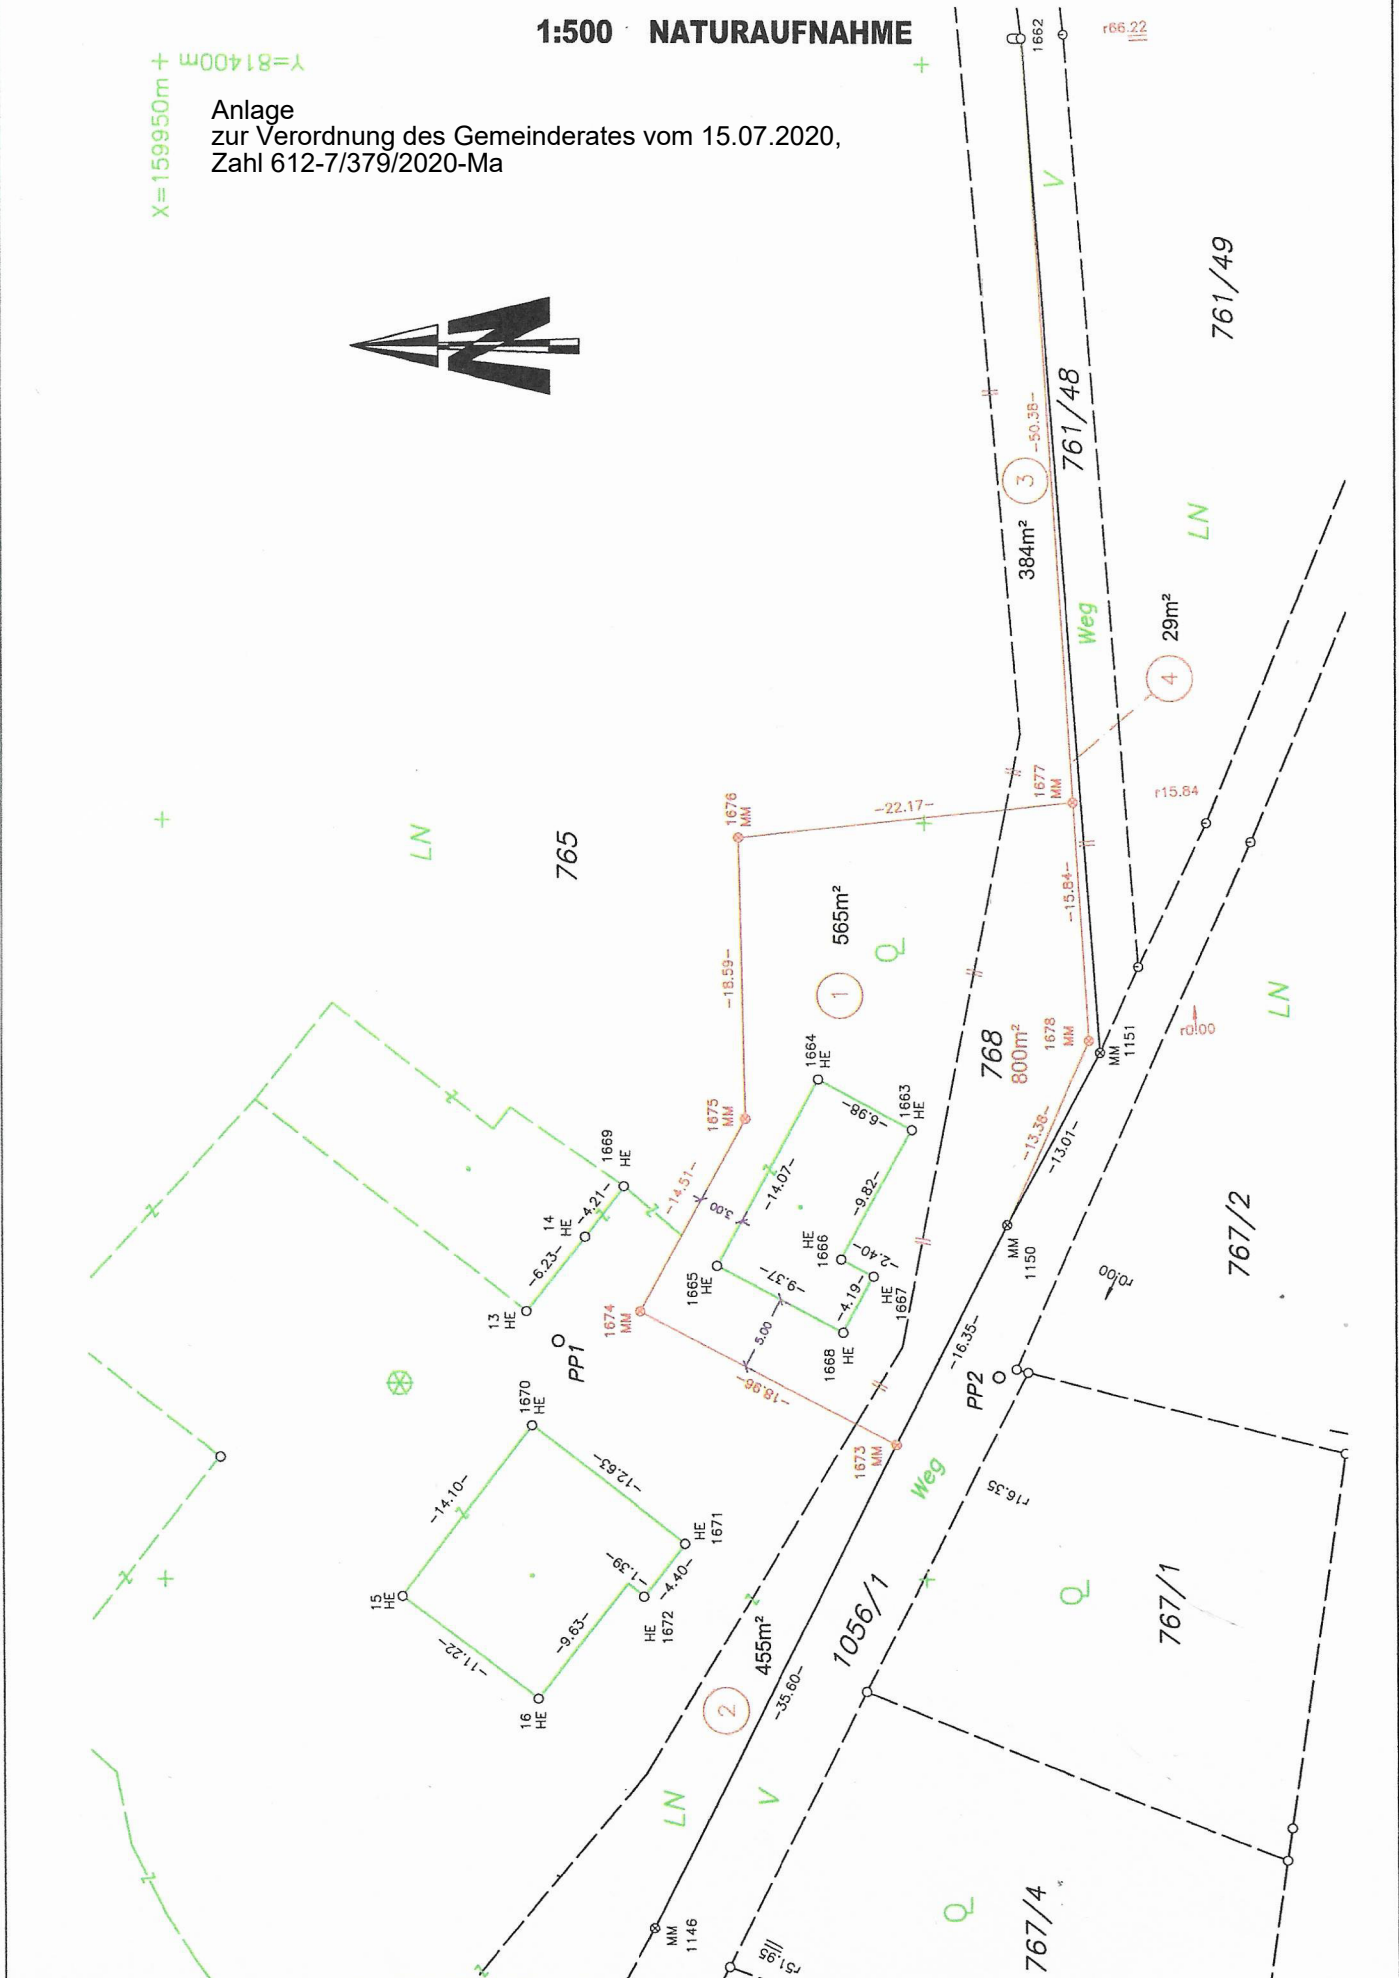 1:500 NATURAUFNAHME
Y=81400m
X=159950m
Anlage
zur Verordnung des Gemeinderates vom 15.07.2020,
Zahl 612-7/379/2020-Ma
1662
r66.22
V
761/49
-50.38-
761/48
3
384m²
LN
Weg
29m²
4
1676
MM
1677
MM
-22.17-
r15.84
LN
765
-15.84-
565m²
-18.59-
1
768
800m²
1678
MM
MM
1151
LN
r0.00
1664
HE
-6.98-
1663
HE
1675
MM
1669
HE
-14.51-
3.00
-14.07-
-9.82-
-13.38-
-13.01-
14
HE
-4.21-
-6.23-
HE
1666
-2.40-
1665
HE
-9.37-
-4.19-
HE
1667
MM
1150
767/2
r0.00
13
HE
PP1
1674
MM
5.00
1668
HE
-16.35-
PP2
-18.96-
1670
HE
1673
MM
Weg
r16.35
-14.10-
-12.63-
HE
1671
-1.39-
-4.40-
15
HE
HE
1672
-9.63-
-11.22-
16
HE
455m²
2
1056/1
-35.60-
767/1
LN
V
MM
1146
r51.95
767/4